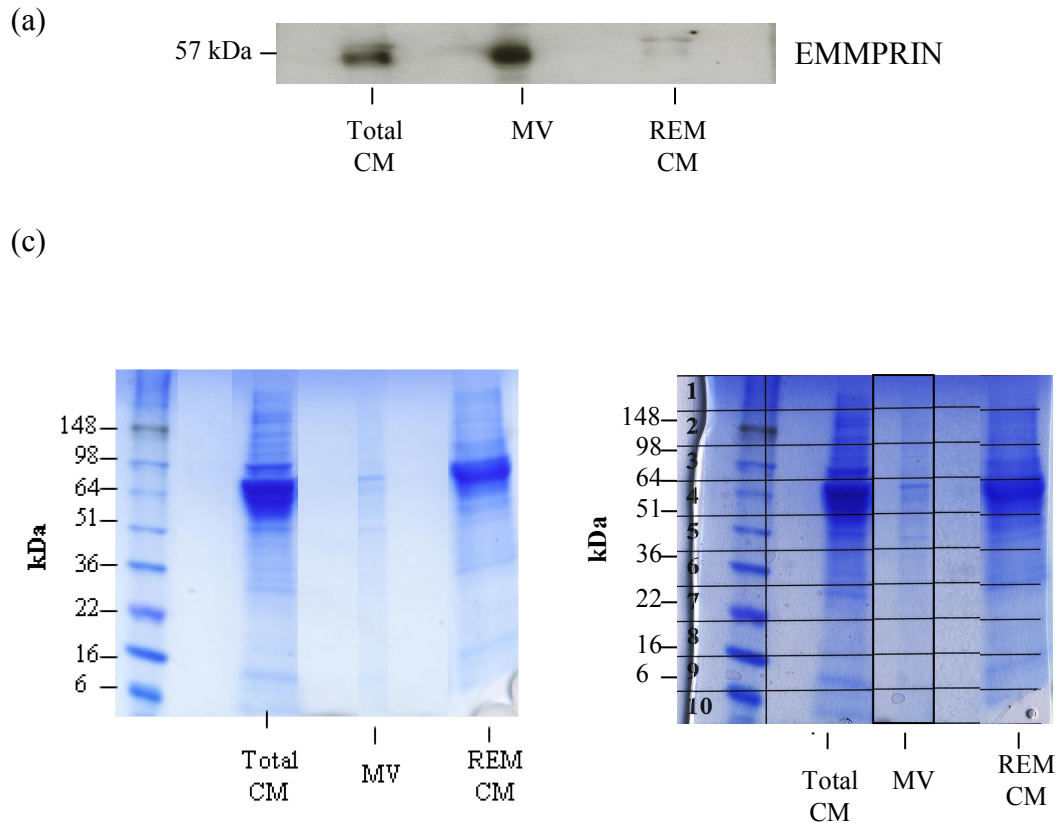 (a)
57 kDa
EMMPRIN
Total
CM
MV
REM
CM
(c)
kDa
148
98
64
51
36
22
16
6
Total
CM
MV
REM
CM
kDa
148
98
64
51
36
22
16
6
1
2
3
4
5
6
7
8
9
10
Total
CM
MV
REM
CM